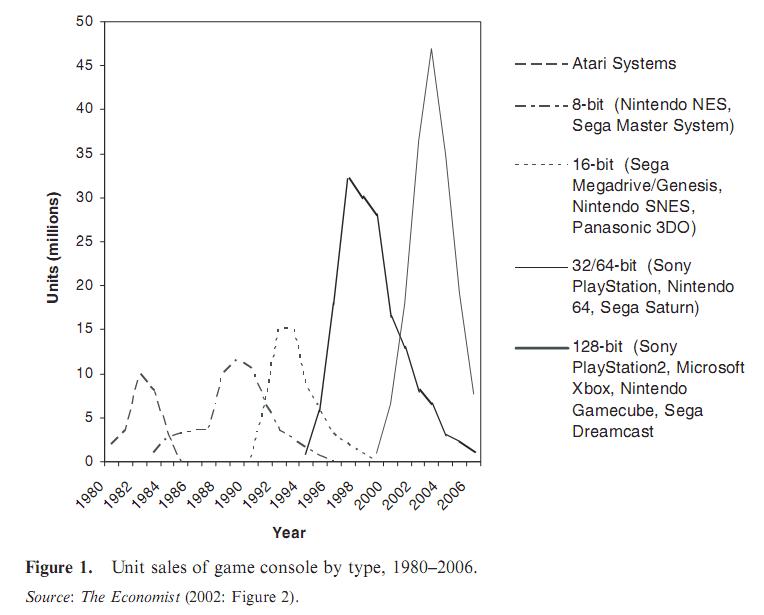 50
45
40
35
30
25
20
15
10
5
0
Units (millions)
1980
1982
1984
1986
1988
1990
1992
1994
1996
1998
2000
2002
2004
2006
Year
Atari Systems
8-bit (Nintendo NES,
Sega Master System)
16-bit (Sega
Megadrive/Genesis,
Nintendo SNES,
Panasonic 3DO)
32/64-bit (Sony
PlayStation, Nintendo
64, Sega Saturn)
128-bit (Sony
PlayStation2, Microsoft
Xbox, Nintendo
Gamecube, Sega
Dreamcast
Figure 1. Unit sales of game console by type, 1980–2006.
Source: The Economist (2002: Figure 2).